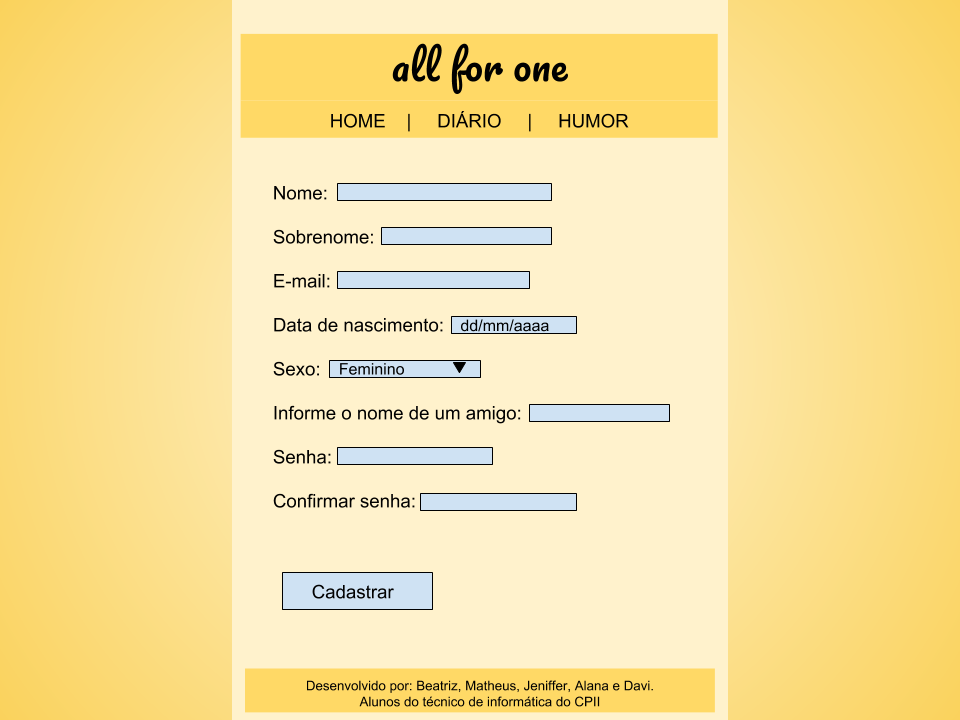 all for one
HOME | DIÁRIO | HUMOR
Nome:
Sobrenome:
E-mail:
Data de nascimento: dd/mm/aaaa
Sexo: Feminino
Informe o nome de um amigo:
Senha:
Confirmar senha:
Cadastrar
Desenvolvido por: Beatriz, Matheus, Jeniffer, Alana e Davi.
Alunos do técnico de informática do CPII